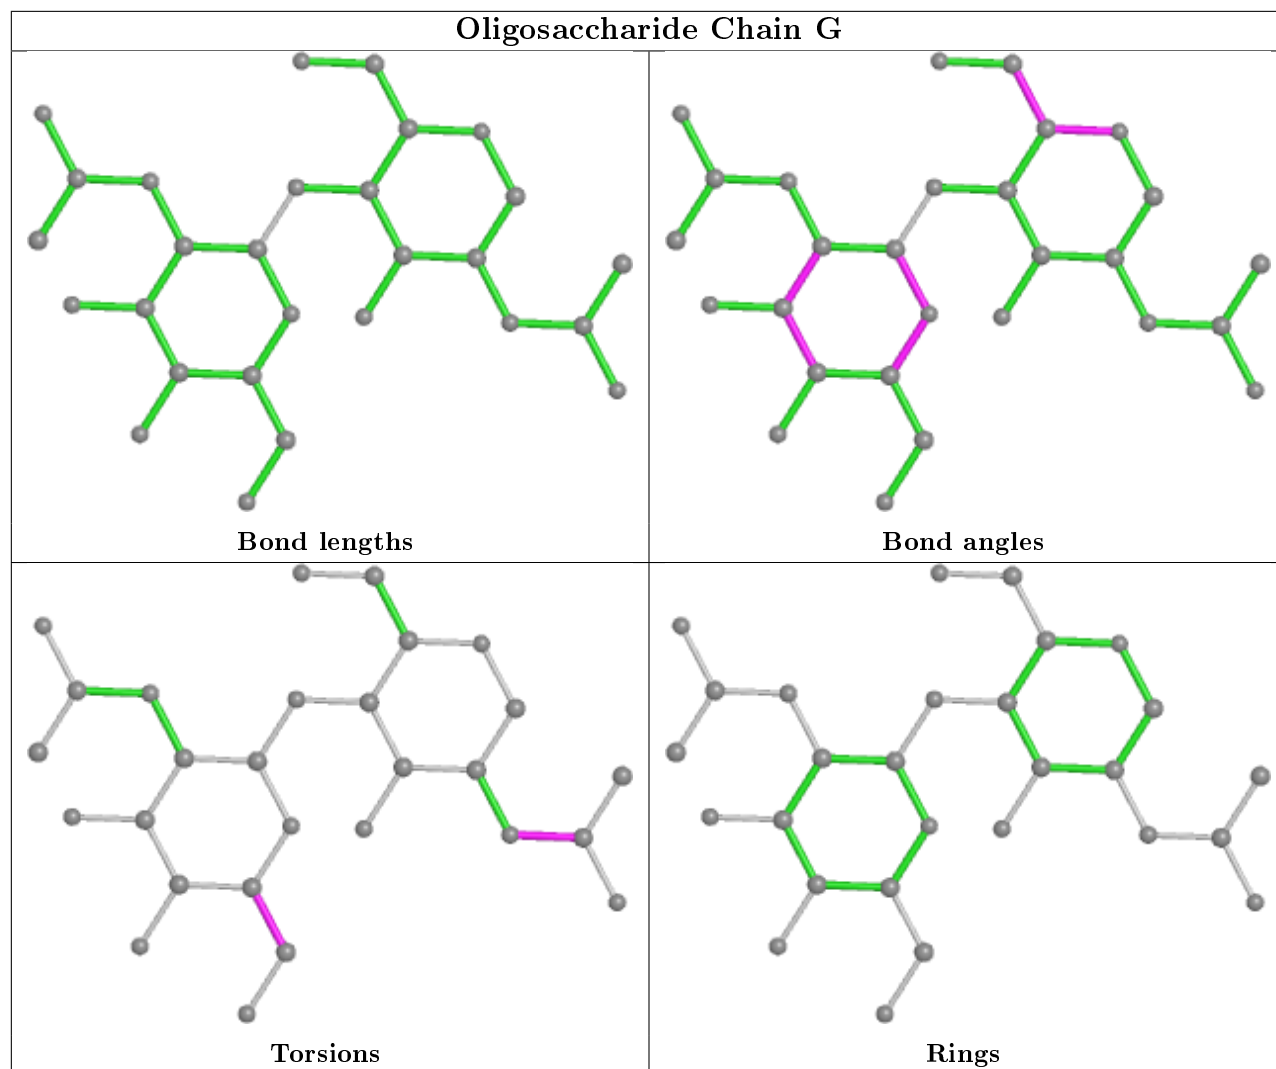 Oligosaccharide Chain G
Bond lengths
Bond angles
Torsions
Rings